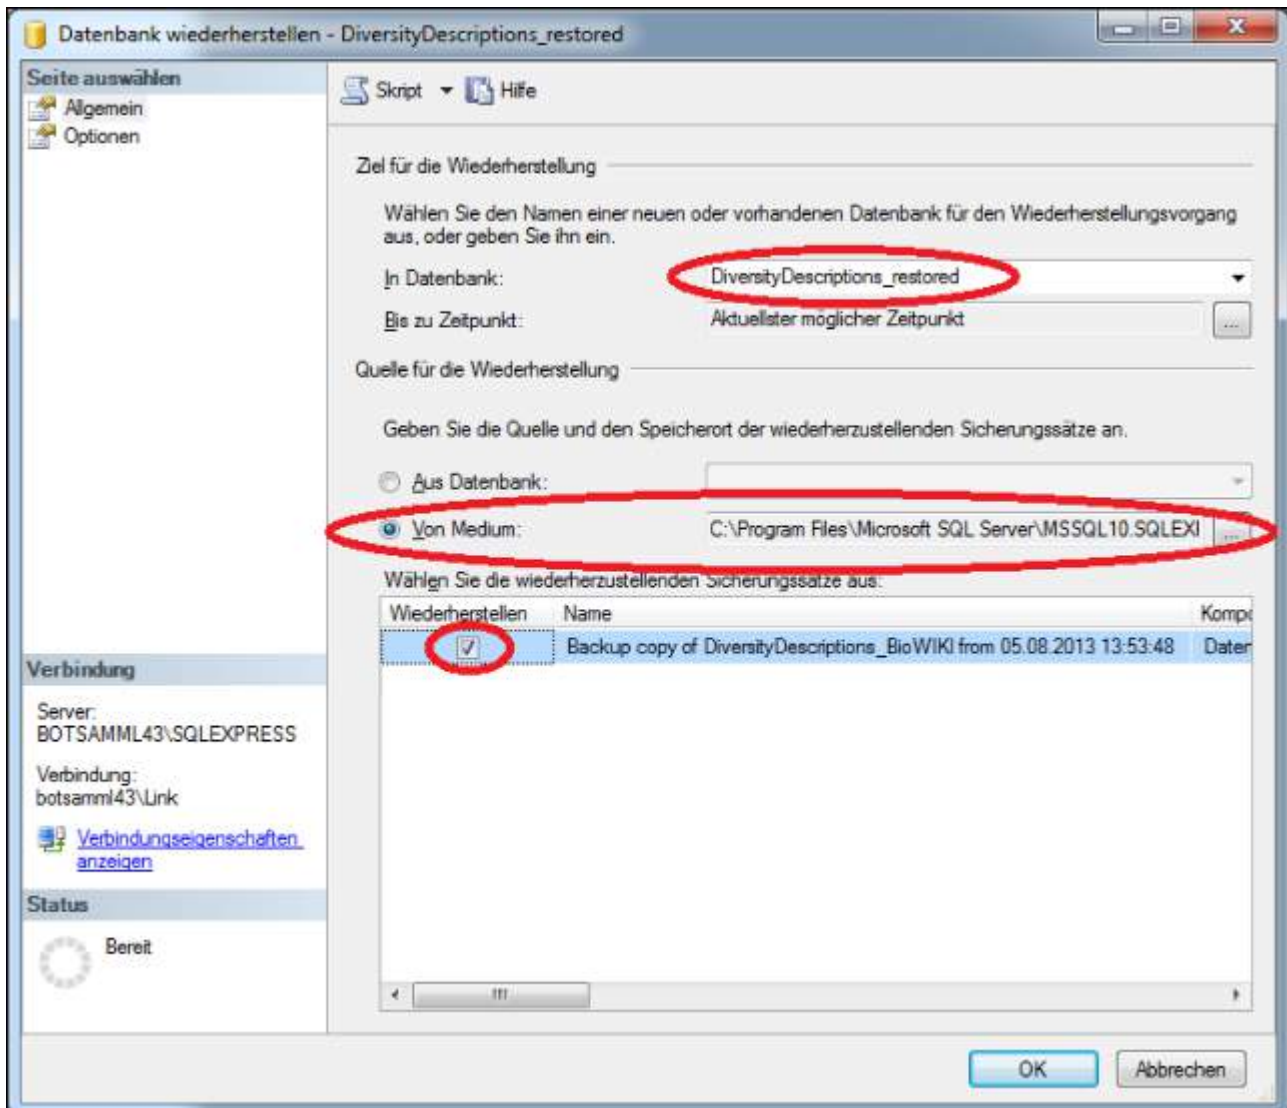 Datenbank wiederherstellen - DiversityDescriptions_restored
Seite auswählen
Allgemein
Optionen
Skript
Hilfe
Ziel für die Wiederherstellung
Wählen Sie den Namen einer neuen oder vorhandenen Datenbank für den Wiederherstellungsvorgang
aus, oder geben Sie ihn ein.
In Datenbank: DiversityDescriptions_restored
Bis zu Zeitpunkt: Aktuellster möglicher Zeitpunkt ...
Quelle für die Wiederherstellung
Geben Sie die Quelle und den Speicherort der wiederherzustellenden Sicherungssätze an.
Aus Datenbank:
Von Medium: C:\Program Files\Microsoft SQL Server\MSSQL10.SQLEXI ...
Wählen Sie die wiederherzustellenden Sicherungssätze aus:
Wiederherstellen Name Kompo
Backup copy of DiversityDescriptions_BioWIKI from 05.08.2013 13:53:48 Daten
Verbindung
Server:
BOTSAMML43\SQLEXPRESS
Verbindung:
botsamml43\Link
Verbindungseigenschaften
anzeigen
Status
Bereit
OK Abbrechen